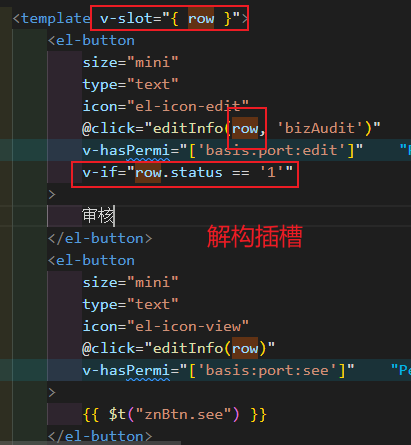 <template v-slot="{ row }">
<el-button
size="mini"
type="text"
icon="el-icon-edit"
@click="editInfo(row, 'bizAudit')"
v-hasPermi="['basis:port:edit']" "P
v-if="row.status == '1'"
>
审核
</el-button>
解构插槽
<el-button
size="mini"
type="text"
icon="el-icon-view"
@click="editInfo(row)"
v-hasPermi="['basis:port:see']" "Pe
>
{{ $t("znBtn.see") }}
</el-button>